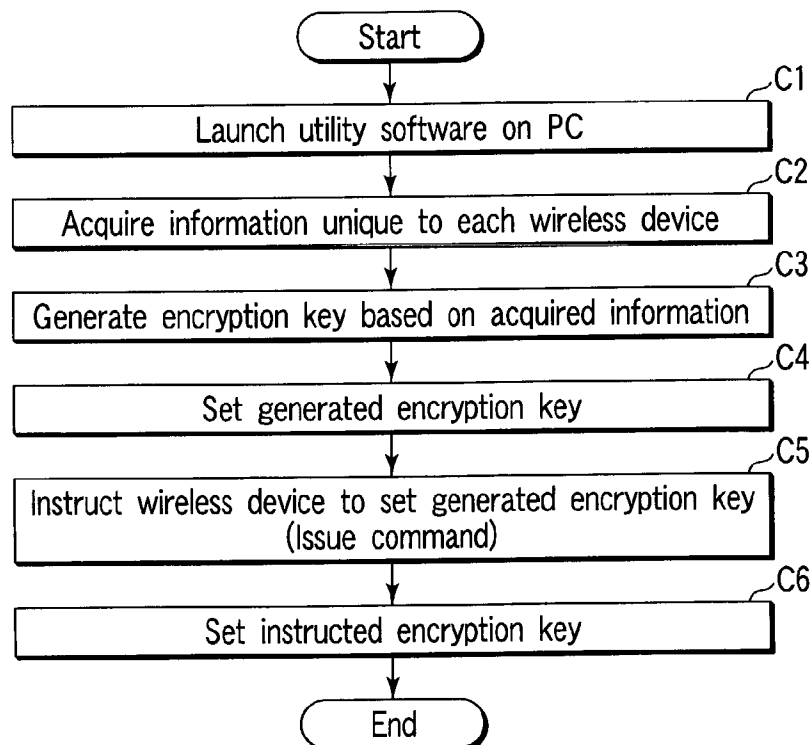 Start
C1
Launch utility software on PC
C2
Acquire information unique to each wireless device
C3
Generate encryption key based on acquired information
C4
Set generated encryption key
C5
Instruct wireless device to set generated encryption key
(Issue command)
C6
Set instructed encryption key
End